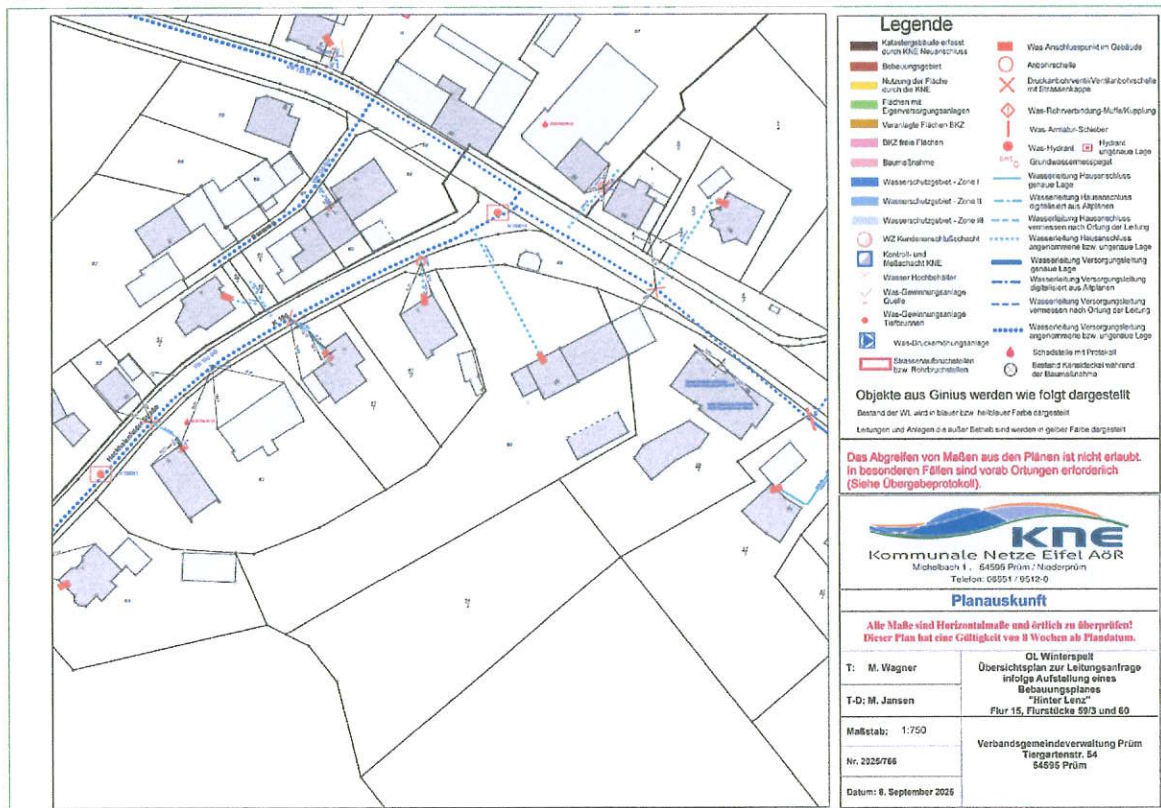 Legende
Katastergebäude erfasst
durch KNE Neuanschluss
Bebauungsgebiet
Nutzung der Fläche
durch die KNE
Flächen mit
Eigenversorgungsanlagen
Veranlagte Flächen BKZ
BKZ freie Flächen
Baumaßnahme
Wasserschutzgebiet - Zone I
Wasserschutzgebiet - Zone II
Wasserschutzgebiet - Zone III
WZ Kundenanschlußschacht
Kontroll- und
Meßschacht KNE
Wasser Hochbehälter
Was-Gewinnungsanlage
Quelle
Was-Gewinnungsanlage
Tiefbrunnen
Was-Druckerhöhungsanlage
Strassenaufbruchstellen
bzw. Rohrbruchstellen
Was-Anschlusspunkt im Gebäude
Anbohrschelle
Druckanbohrventil/Ventilanbohrschelle
mit Strassenkappe
Was-Rohrverbindung-Muffe/Kupplung
Was-Armatur-Schieber
Was-Hydrant
Hydrant
ungenaue Lage
Grundwassermesspegel
Wasserleitung Hausanschluss
genaue Lage
Wasserleitung Hausanschluss
digitalisiert aus Altplänen
Wasserleitung Hausanschluss
vermessen nach Ortung der Leitung
Wasserleitung Hausanschluss
angenommene bzw. ungenaue Lage
Wasserleitung Versorgungsleitung
genaue Lage
Wasserleitung Versorgungsleitung
digitalisiert aus Altplänen
Wasserleitung Versorgungsleitung
vermessen nach Ortung der Leitung
Wasserleitung Versorgungsleitung
angenommene bzw. ungenaue Lage
Schadstelle mit Protokoll
Bestand Kanaldeckel während
der Baumaßnahme
Objekte aus Ginius werden wie folgt dargestellt
Bestand der WL wird in blauer bzw. hellblauer Farbe dargestellt
Leitungen und Anlagen die außer Betrieb sind werden in gelber Farbe dargestellt
Das Abgreifen von Maßen aus den Plänen ist nicht erlaubt.
In besonderen Fällen sind vorab Ortungen erforderlich
(Siehe Übergabeprotokoll).
KNE
Kommunale Netze Eifel AöR
Michelbach 1 , 54595 Prüm / Niederprüm
Telefon: 06551 / 9512-0
Planauskunft
Alle Maße sind Horizontalmaße und örtlich zu überprüfen!
Dieser Plan hat eine Gültigkeit von 8 Wochen ab Plandatum.
T: M. Wagner
T-D: M. Jansen
OL Winterspelt
Übersichtsplan zur Leitungsanfrage
infolge Aufstellung eines
Bebauungsplanes
"Hinter Lenz"
Flur 15, Flurstücke 59/3 und 60
Maßstab: 1:750
Nr. 2025/766
Datum: 8. September 2025
Verbandsgemeindeverwaltung Prüm
Tiergartenstr. 54
54595 Prüm